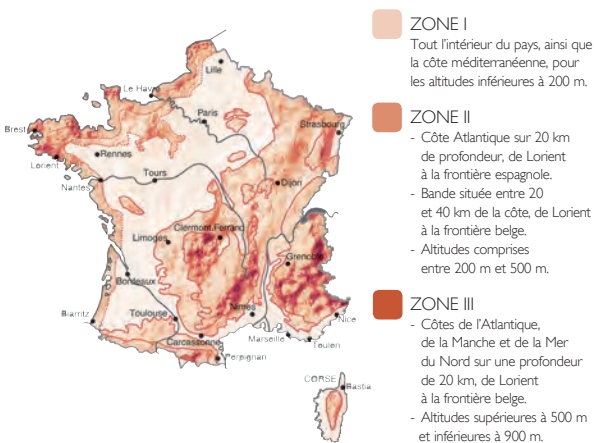 Lille
Le Havre
Paris
Strasbourg
Brest
Rennes
Lorient
Tours
Nantes
Dijon
Clermont-Ferrand
Limoges
Grenoble
Bordeaux
Biarritz
Toulouse
Nimes
Nice
Carcassonne
Marseille
Toulon
Perpignan
CORSE
Bastia
ZONE I
Tout l'intérieur du pays, ainsi que
la côte méditerranéenne, pour
les altitudes inférieures à 200 m.
ZONE II
- Côte Atlantique sur 20 km
de profondeur, de Lorient
à la frontière espagnole.
- Bande située entre 20
et 40 km de la côte, de Lorient
à la frontière belge.
- Altitudes comprises
entre 200 m et 500 m.
ZONE III
- Côtes de l'Atlantique,
de la Manche et de la Mer
du Nord sur une profondeur
de 20 km, de Lorient
à la frontière belge.
- Altitudes supérieures à 500 m
et inférieures à 900 m.